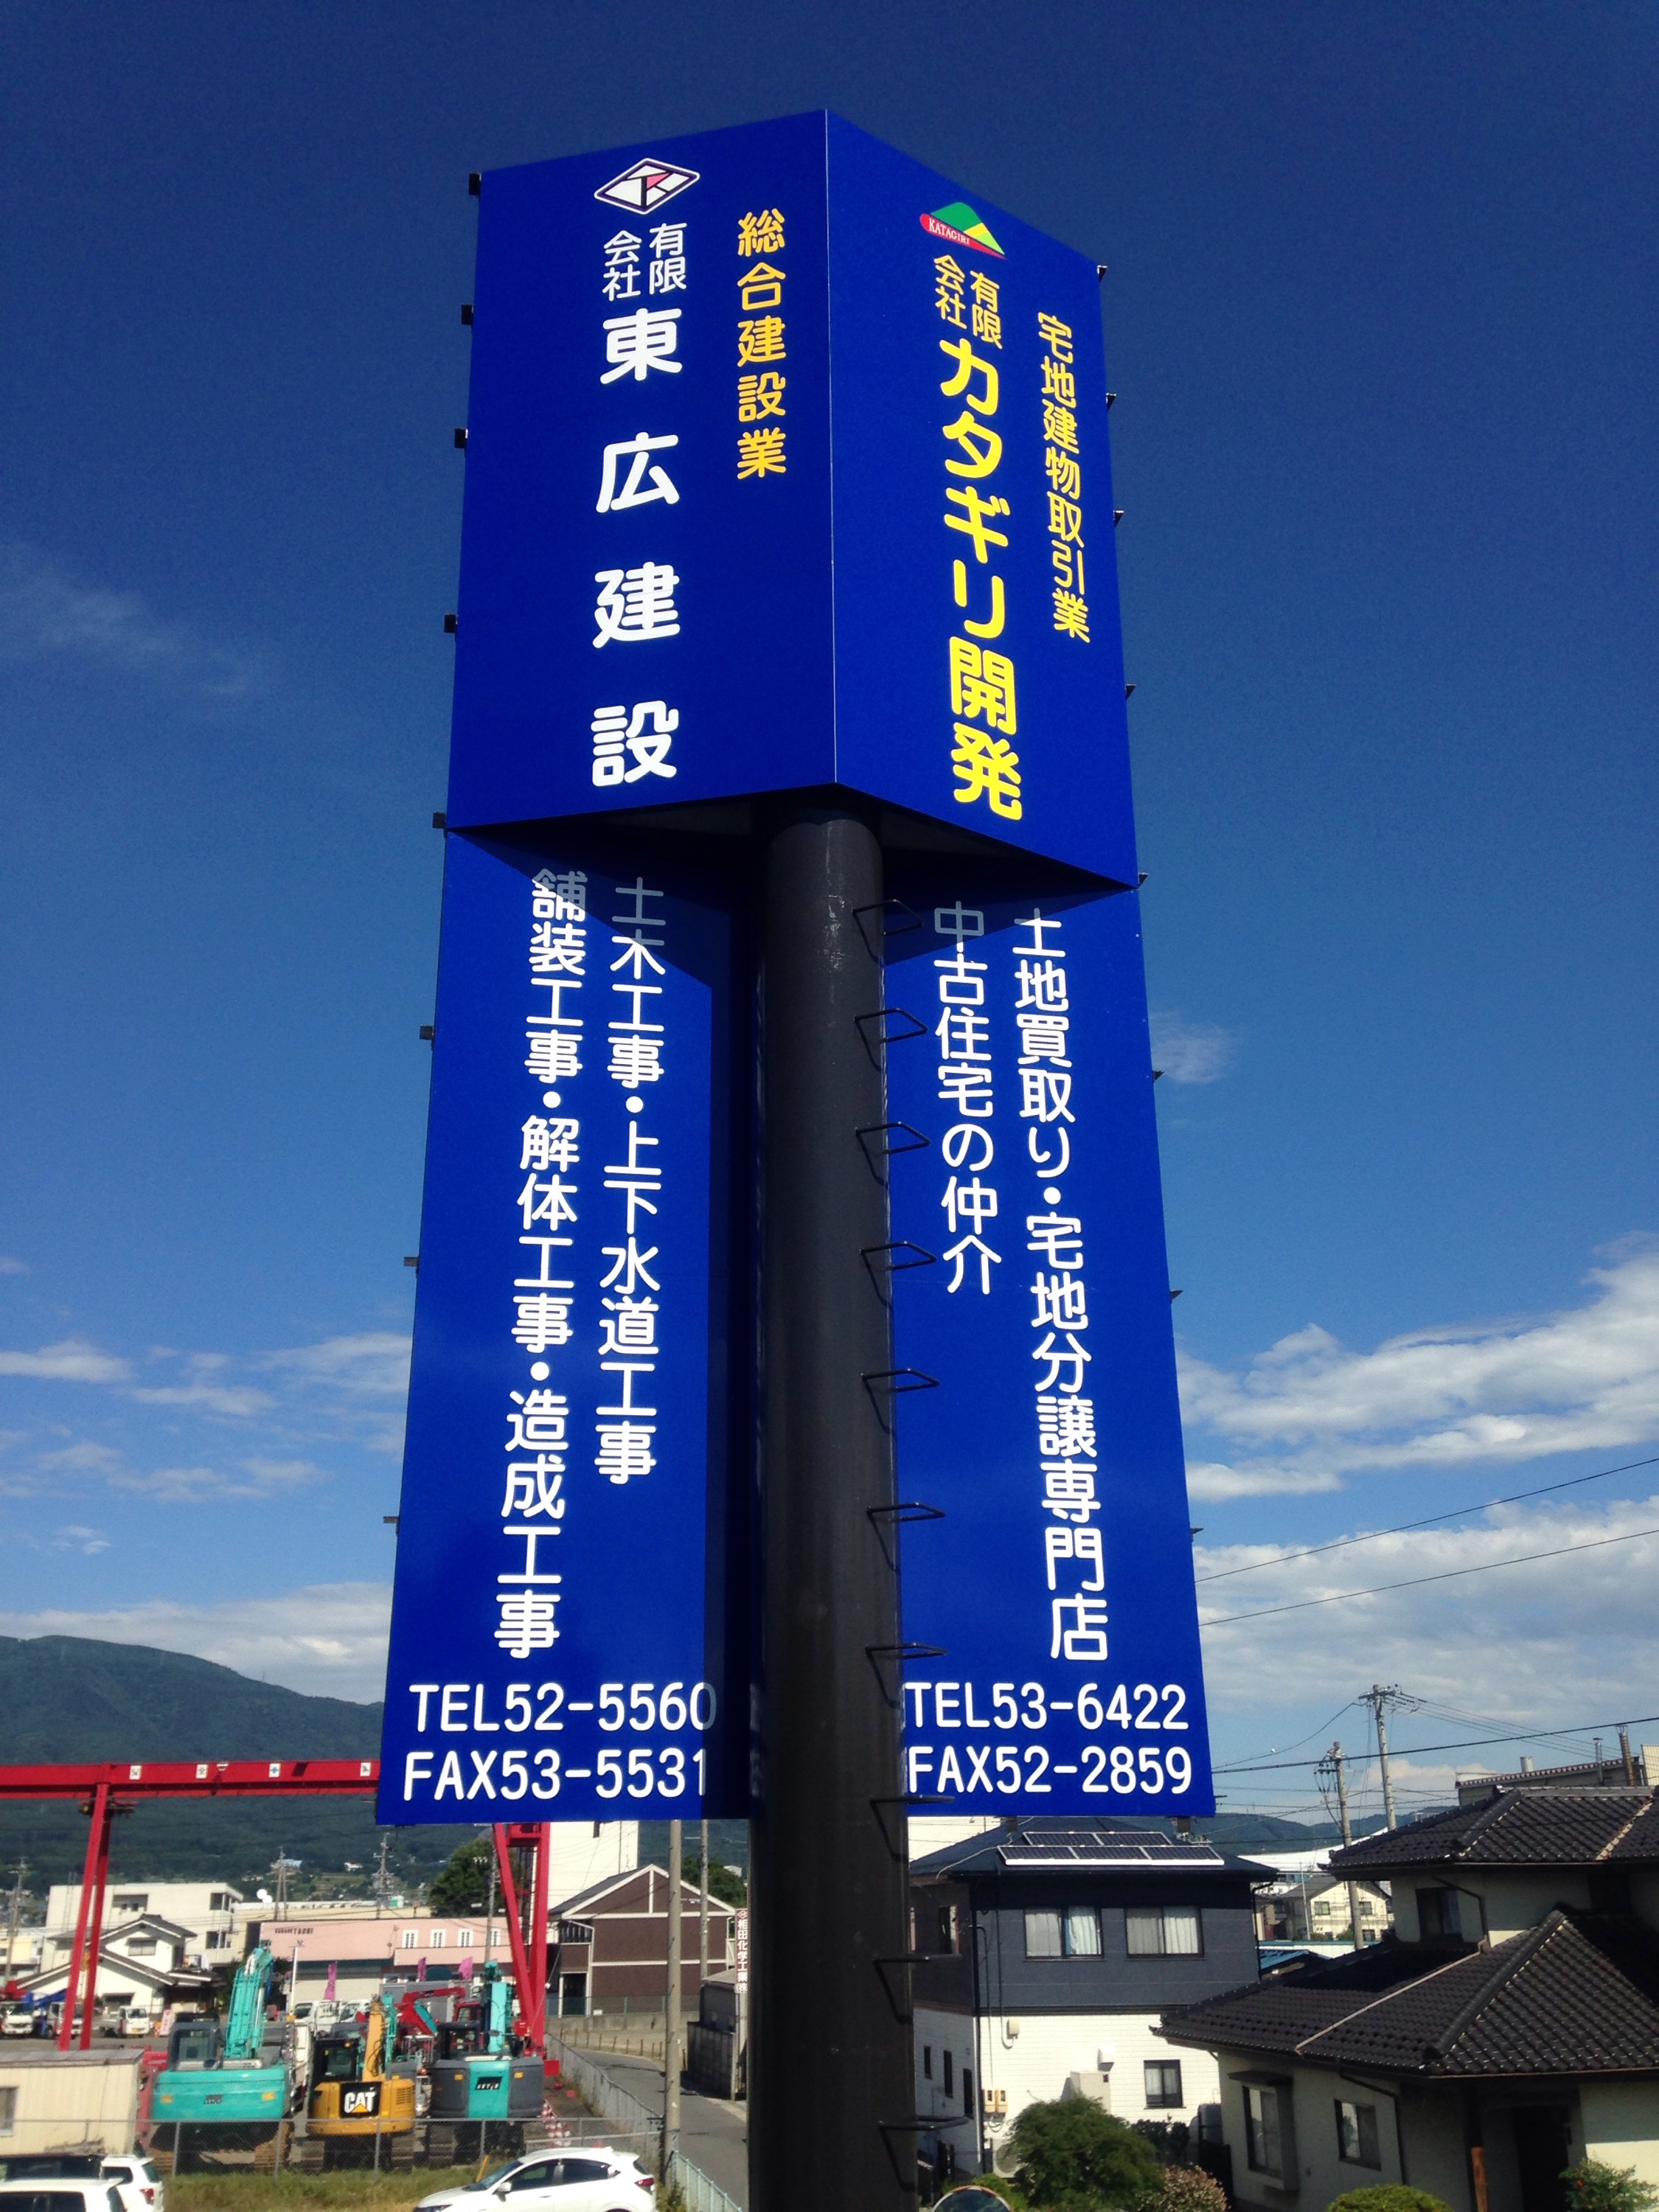 総合建設業
有限会社 東広建設
KATAGIRI
宅地建物取引業
有限会社 カタギリ開発
土木工事・上下水道工事
舗装工事・解体工事・造成工事
TEL52-5560
FAX53-5531
土地買取り・宅地分譲専門店
中古住宅の仲介
TEL53-6422
FAX52-2859
CAT